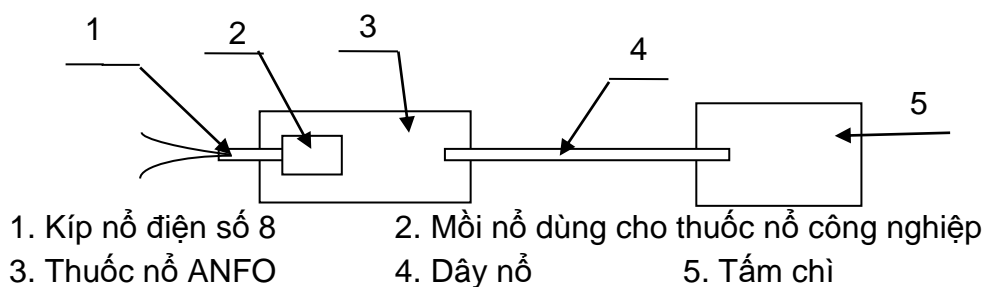 1
2
3
4
5
1. Kíp nổ điện số 8 2. Mồi nổ dùng cho thuốc nổ công nghiệp
3. Thuốc nổ ANFO 4. Dây nổ 5. Tấm chì